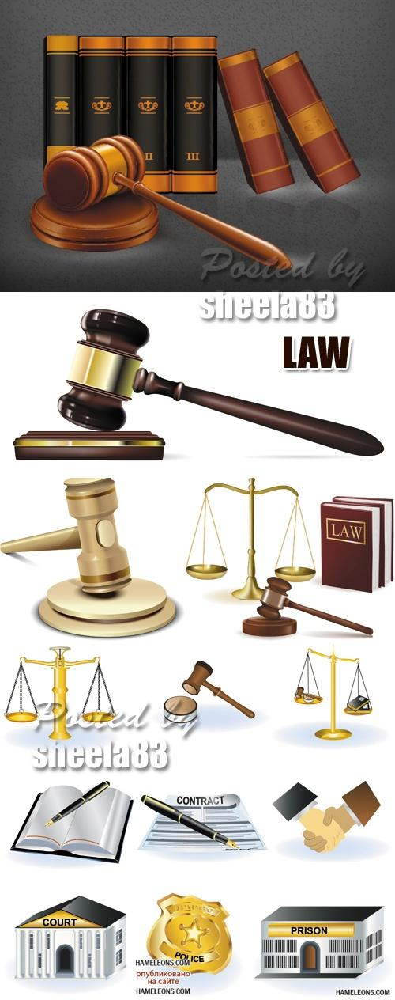 II
III
Posted by
sheela83
LAW
LAW
Posted by
sheela83
CONTRACT
COURT
DEPARTMENT
POLICE
PRISON
HAMELEONS.COM
опубликовано
на сайте
HAMELEONS.COM
HAMELEONS.COM